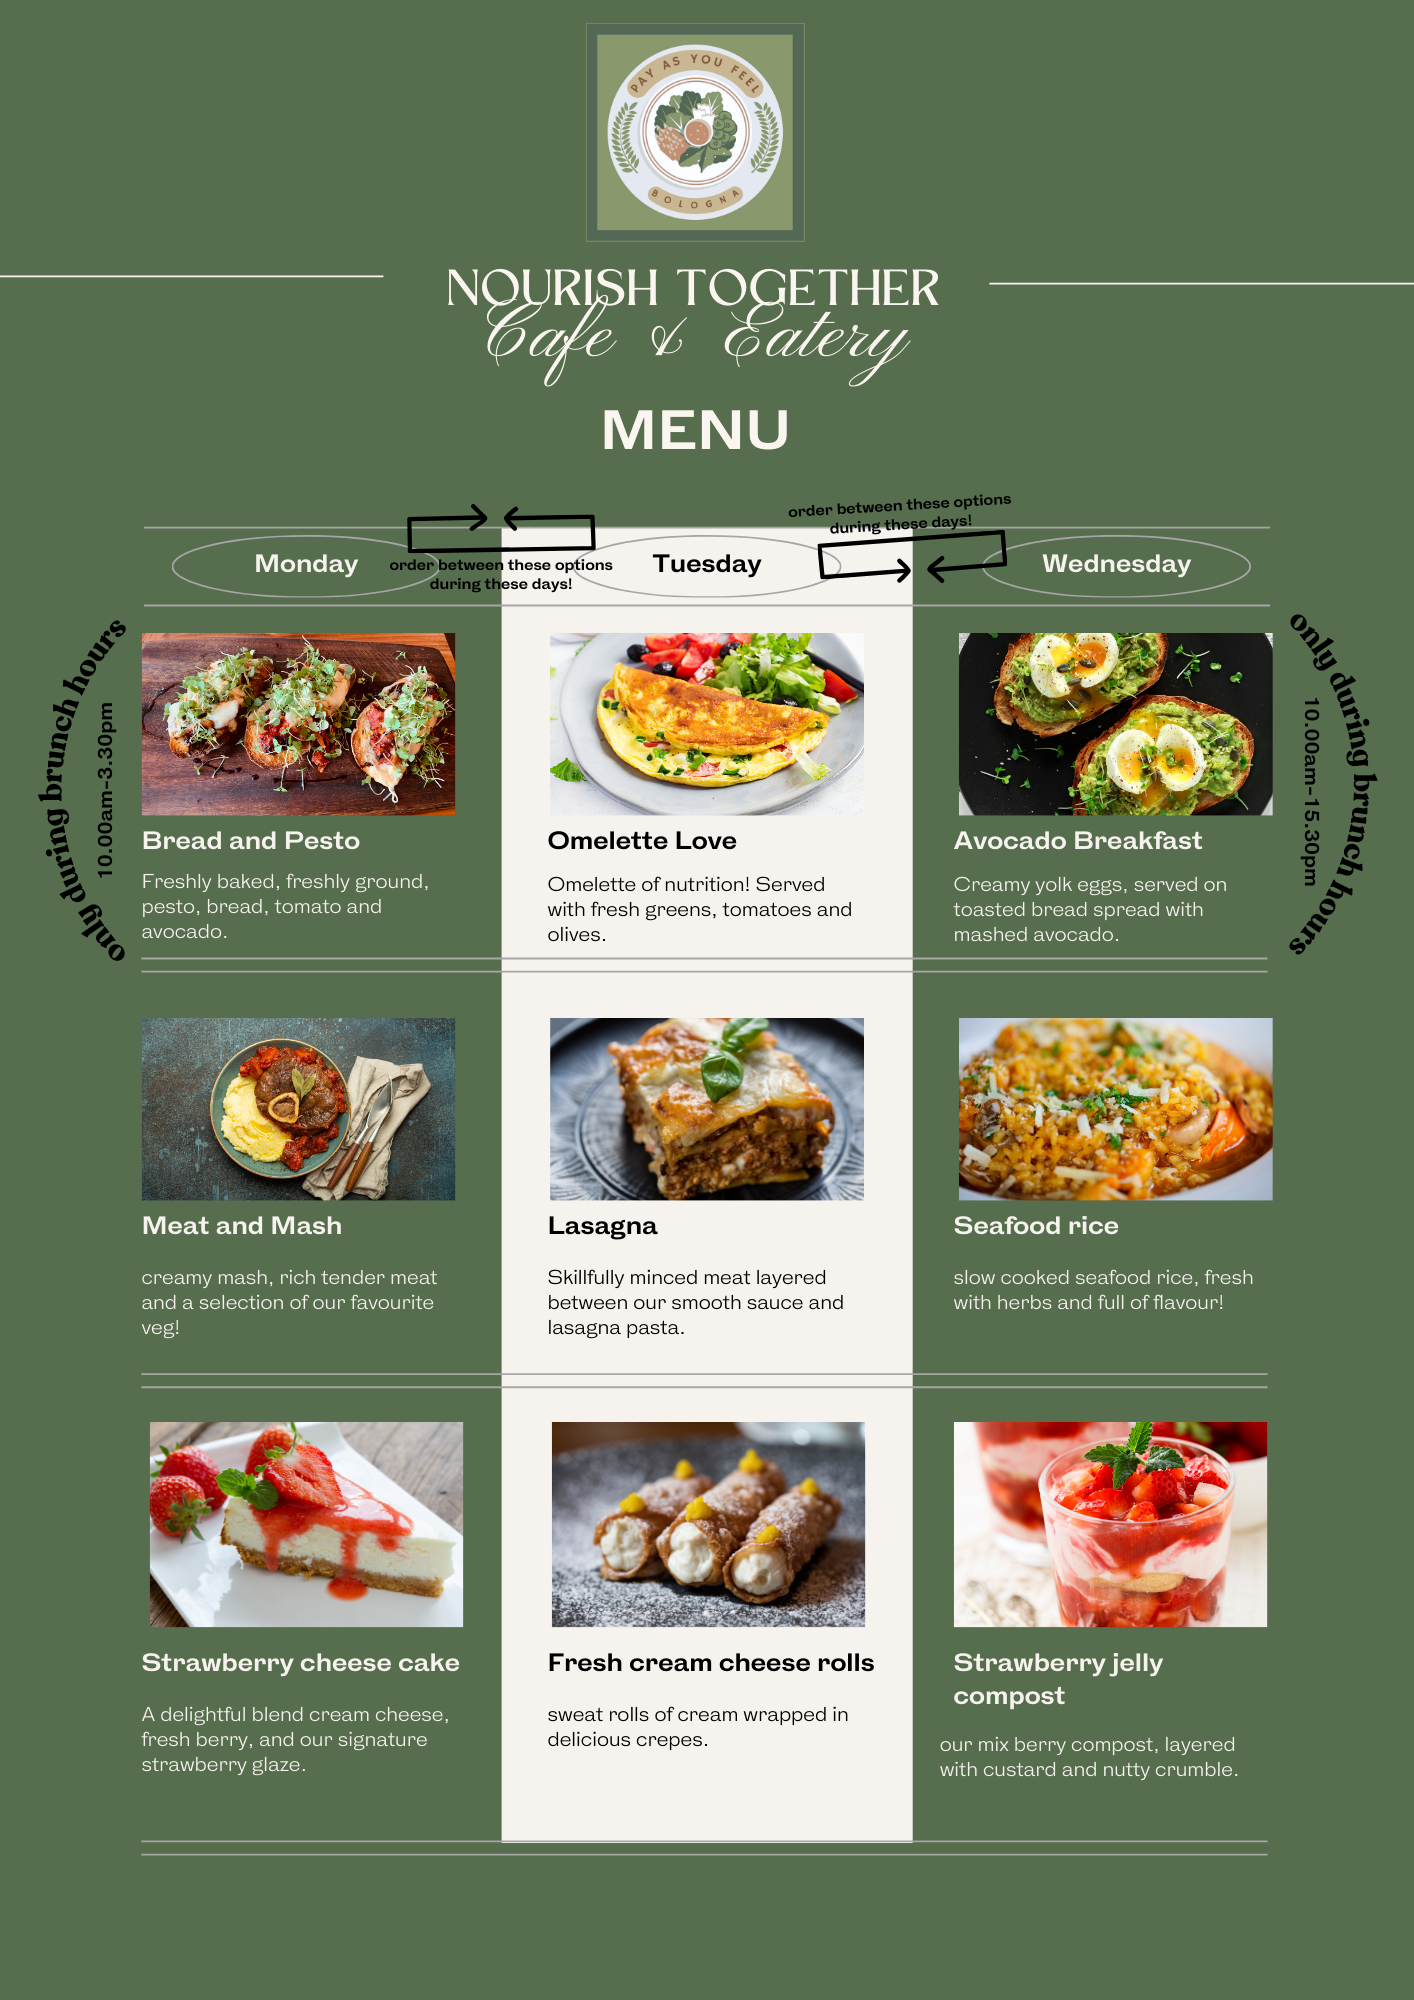 PAY AS YOU FEEL
BOLOGNA
NOURISH TOGETHER
Cafe & Eatery
MENU
order between these options
during these days!
Monday
order between these options
during these days!
Tuesday
Wednesday
only during brunch hours
10.00am-3.30pm
only during brunch hours
10.00am-15.30pm
Bread and Pesto
Freshly baked, freshly ground,
pesto, bread, tomato and
avocado.
Omelette Love
Omelette of nutrition! Served
with fresh greens, tomatoes and
olives.
Avocado Breakfast
Creamy yolk eggs, served on
toasted bread spread with
mashed avocado.
Meat and Mash
creamy mash, rich tender meat
and a selection of our favourite
veg!
Lasagna
Skillfully minced meat layered
between our smooth sauce and
lasagna pasta.
Seafood rice
slow cooked seafood rice, fresh
with herbs and full of flavour!
Strawberry cheese cake
A delightful blend cream cheese,
fresh berry, and our signature
strawberry glaze.
Fresh cream cheese rolls
sweat rolls of cream wrapped in
delicious crepes.
Strawberry jelly
compost
our mix berry compost, layered
with custard and nutty crumble.